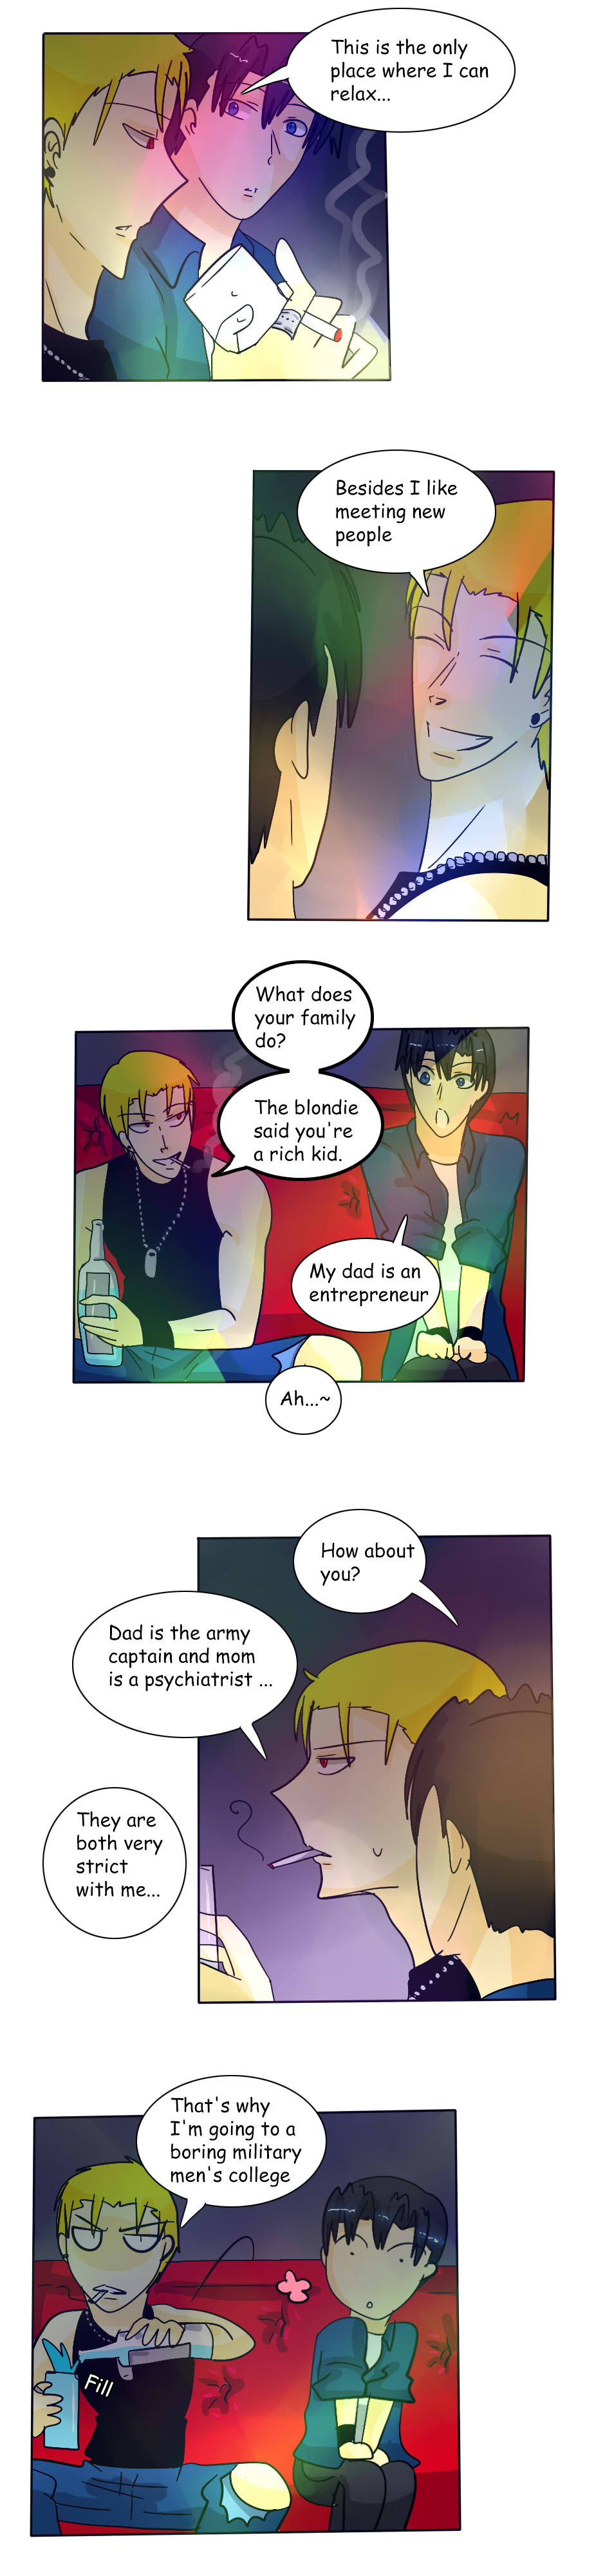 This is the only
place where I can
relax...
Besides I like
meeting new
people
What does
your family
do?
The blondie
said you're
a rich kid.
My dad is an
entrepreneur
Ah...~
How about
you?
Dad is the army
captain and mom
is a psychiatrist ...
They are
both very
strict
with me...
That's why
I'm going to a
boring military
men's college
Fill